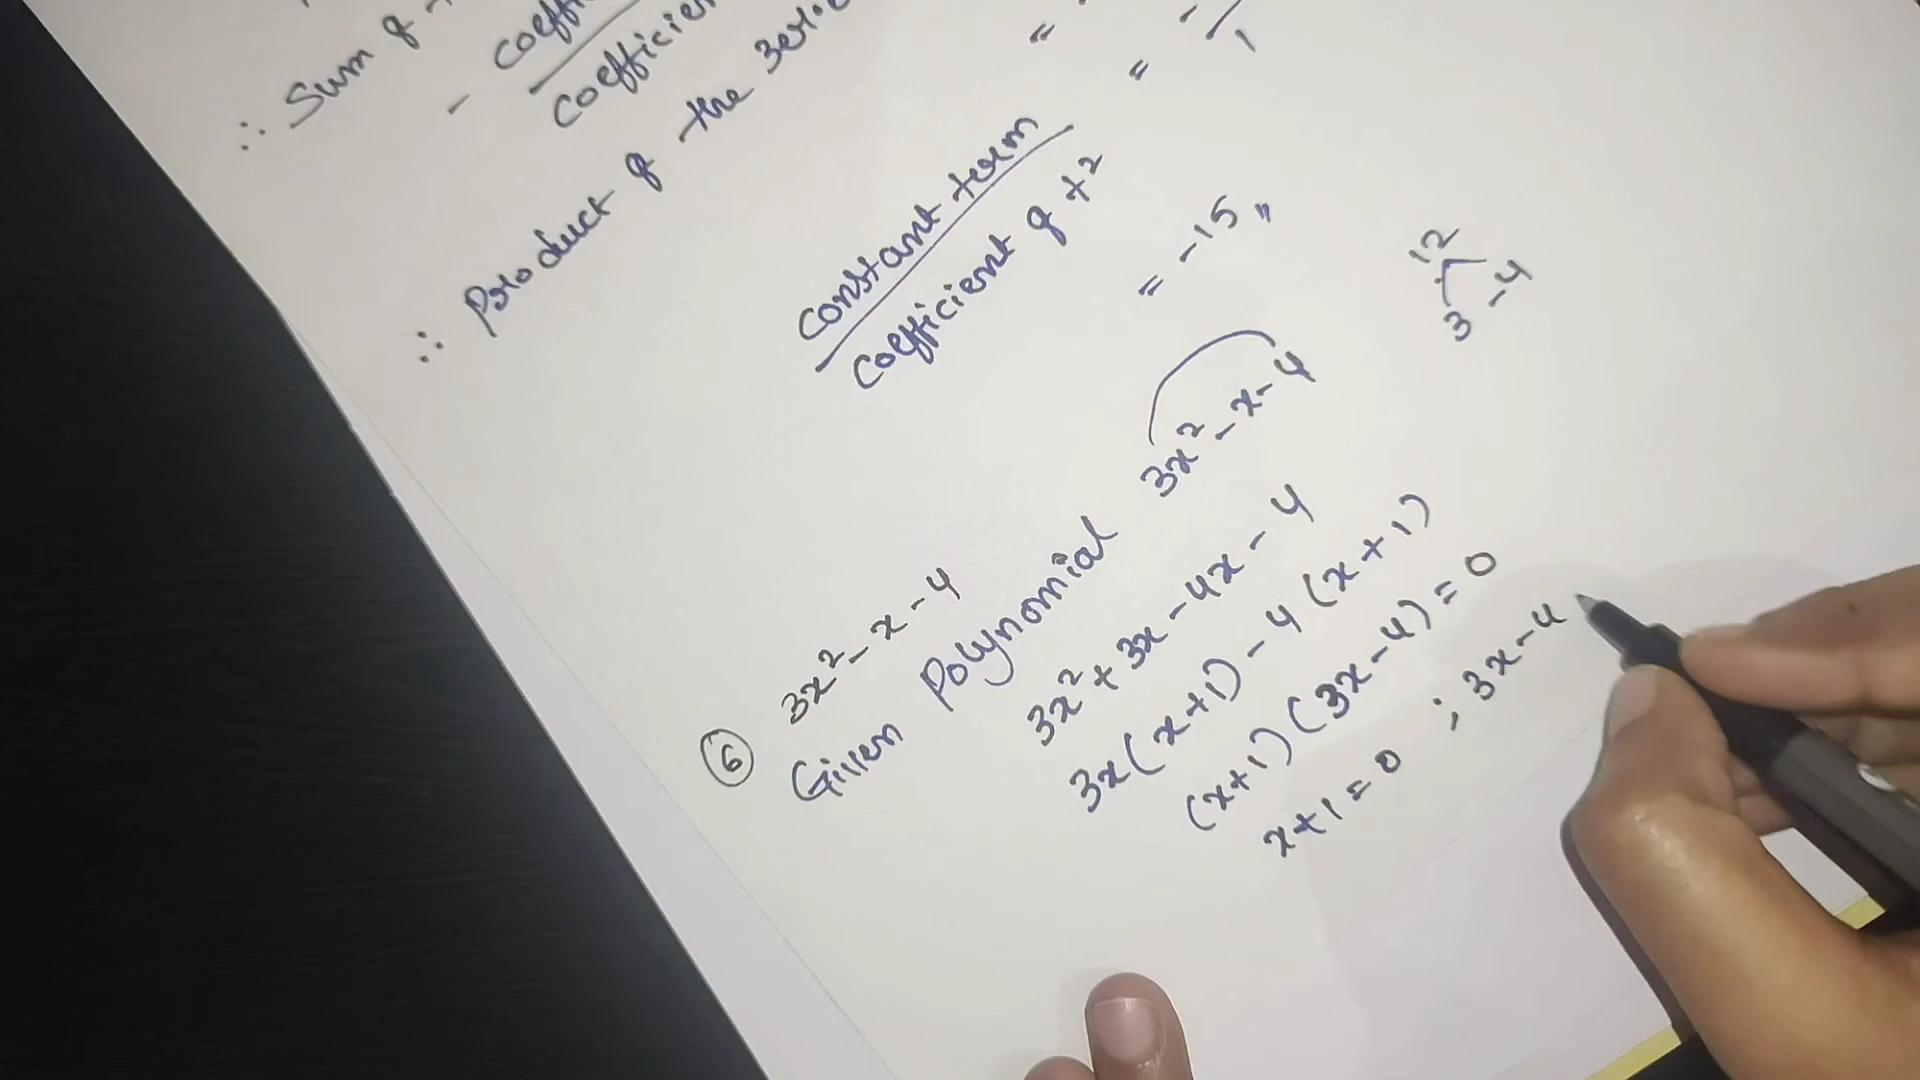 ∴ Sum of
- coeffi
coefficien
=
∴ Product of the zero
= - / 1
constant term
coefficient of x²
= -15 "
12
3 -4
⑥ 3x² - x - 4
Given Polynomial 3x² - x - 4
3x² + 3x - 4x - 4
3x(x+1) - 4(x+1)
(x+1)(3x-4) = 0
x+1 = 0 ; 3x - 4